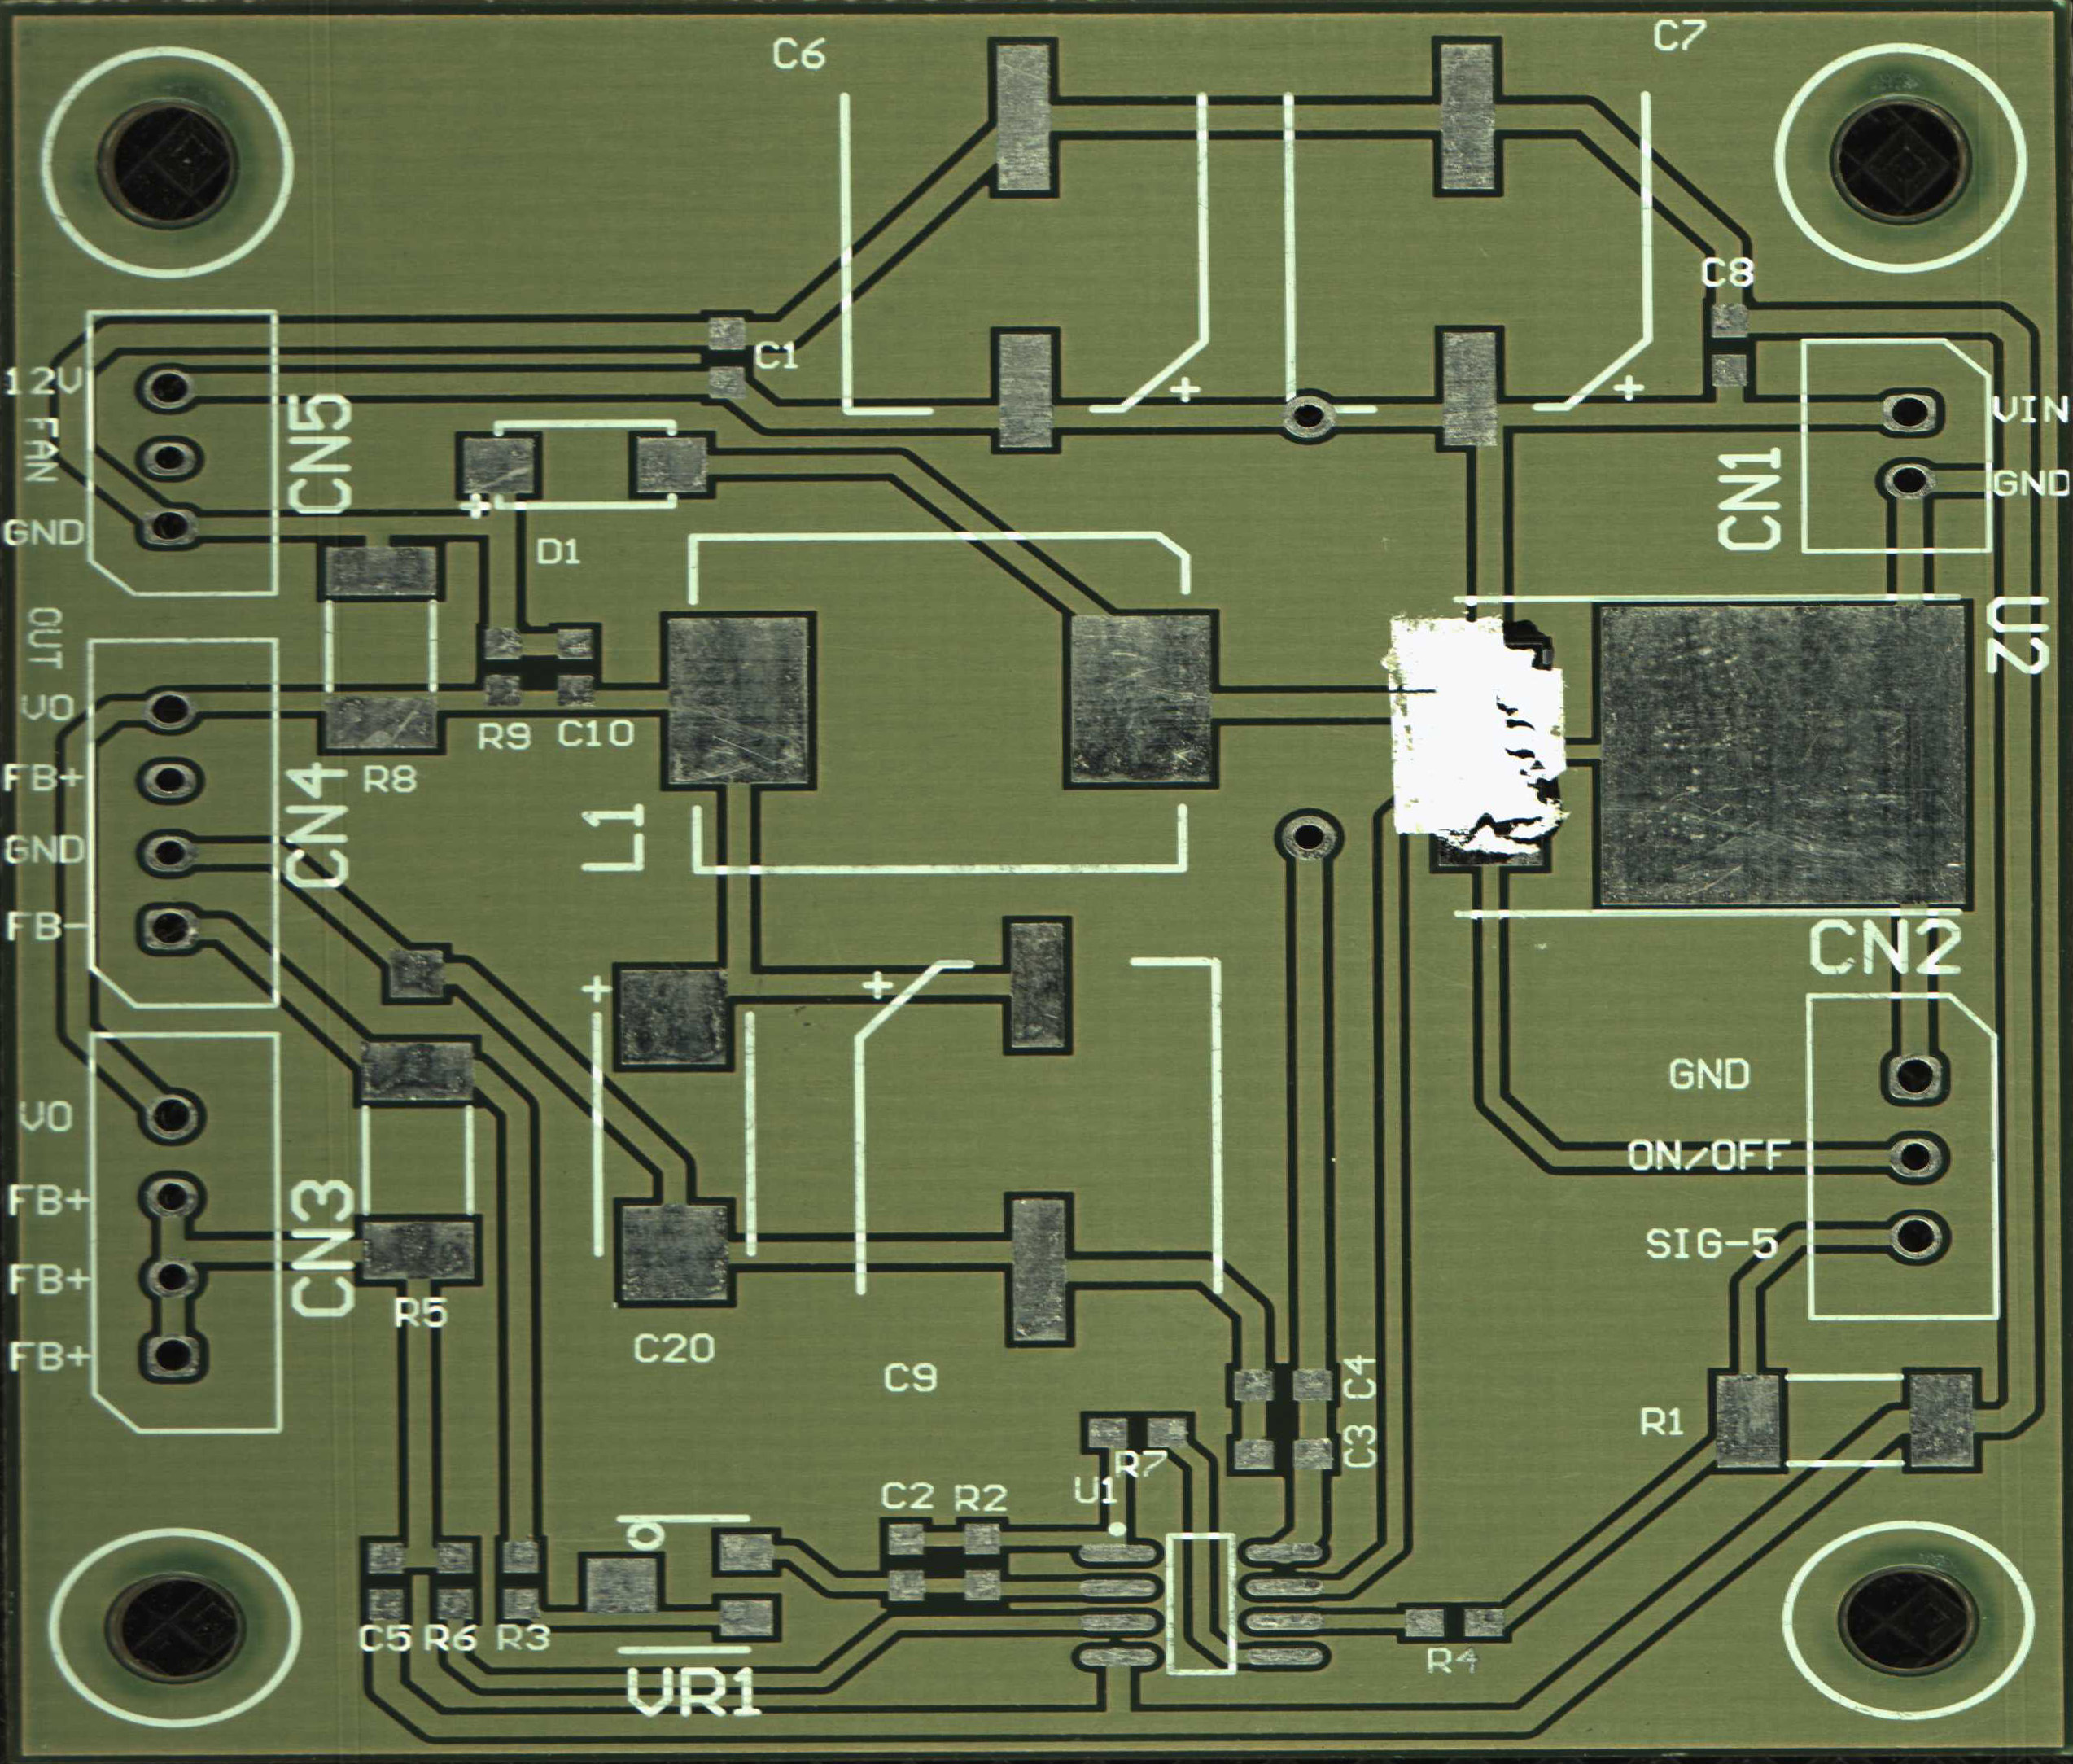 C6
C7
C8
C1
12V
FAN
GND
CN5
VIN
GND
CN1
D1
OUT
VO
FB+
GND
FB-
CN4
R9
C10
R8
L1
U2
CN2
GND
ON/OFF
SIG-5
VO
FB+
FB+
FB+
CN3
R5
C20
C9
C4
C3
R1
R7
U1
C2
R2
C5
R6
R3
VR1
R4